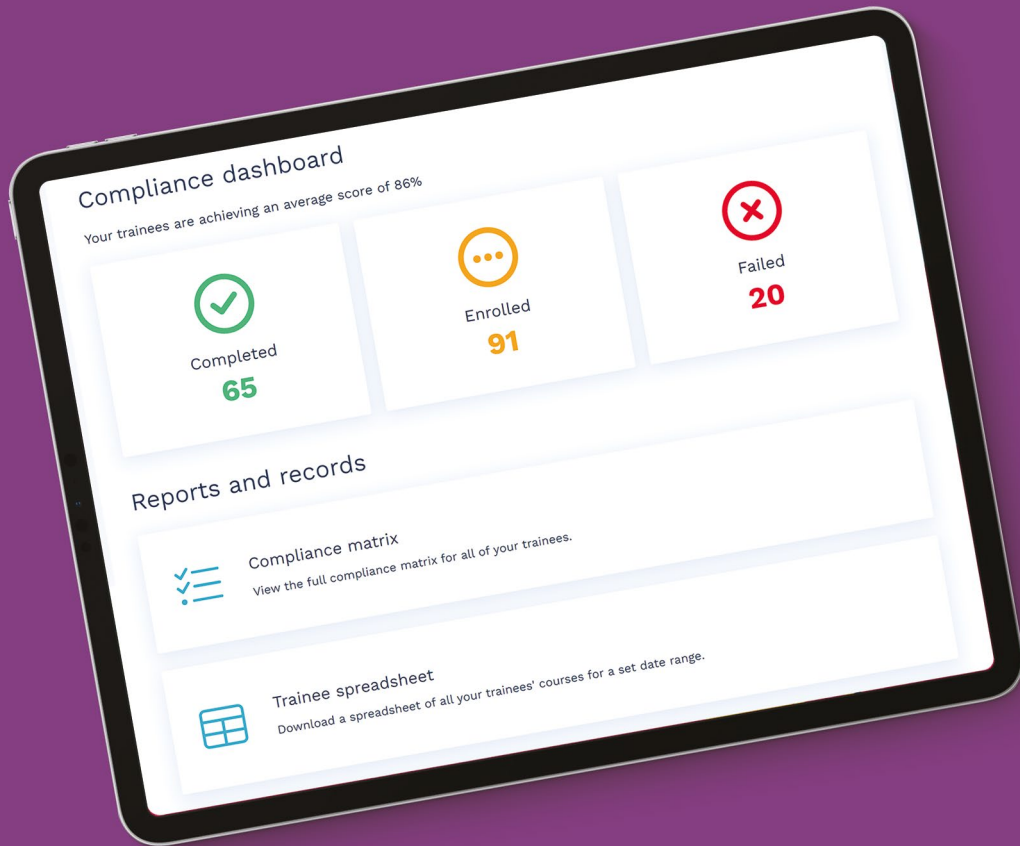 Compliance dashboard
Your trainees are achieving an average score of 86%
Completed
65
Enrolled
91
Failed
20
Reports and records
Compliance matrix
View the full compliance matrix for all of your trainees.
Trainee spreadsheet
Download a spreadsheet of all your trainees' courses for a set date range.